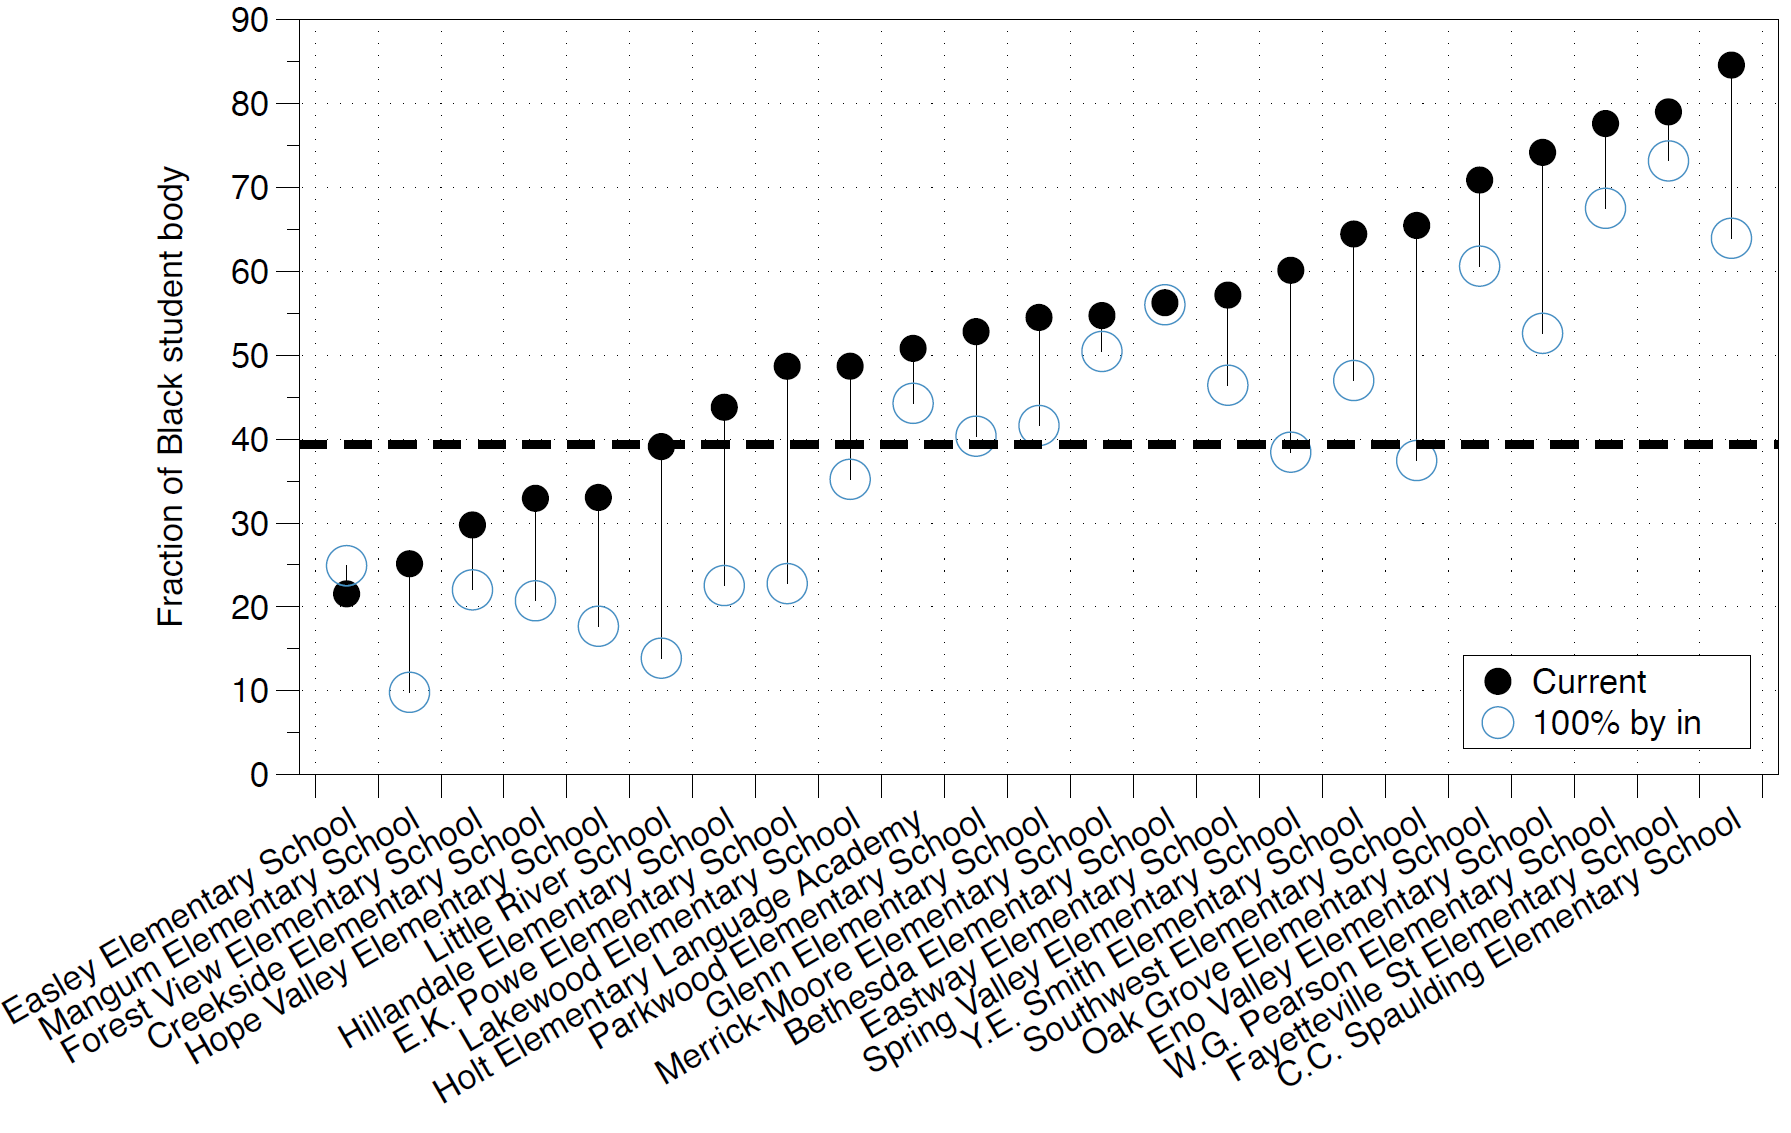 90
80
70
60
50
40
30
20
10
0
Fraction of Black student body
Current
100% by in
Easley Elementary School
Mangum Elementary School
Forest View Elementary School
Creekside Elementary School
Hope Valley Elementary School
Little River School
Hillandale Elementary School
E.K. Powe Elementary School
Lakewood Elementary School
Holt Elementary Language Academy
Parkwood Elementary School
Glenn Elementary School
Merrick-Moore Elementary School
Bethesda Elementary School
Eastway Elementary School
Spring Valley Elementary School
Y.E. Smith Elementary School
Southwest Elementary School
Oak Grove Elementary School
Eno Valley Elementary School
W.G. Pearson Elementary School
Fayetteville St Elementary School
C.C. Spaulding Elementary School